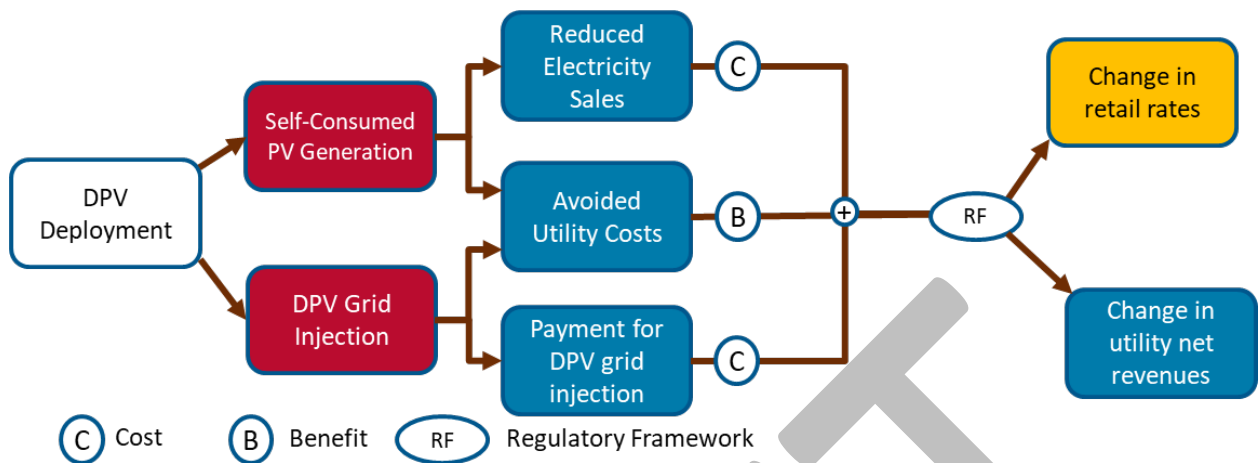 Reduced
Electricity
Sales
C
Change in
retail rates
Self-Consumed
PV Generation
DPV
Deployment
Avoided
Utility Costs
B
+
RF
DPV Grid
Injection
Payment for
DPV grid
injection
C
Change in
utility net
revenues
C Cost
B Benefit
RF Regulatory Framework